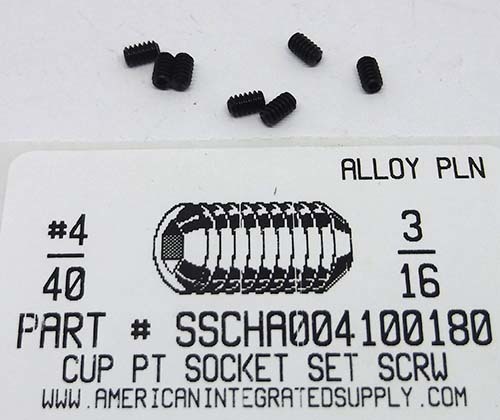 ALLOY PLN
#4
40
3
16
PART # SSCHA004100180
CUP PT SOCKET SET SCRW
WWW.AMERICANINTEGRATEDSUPPLY.COM